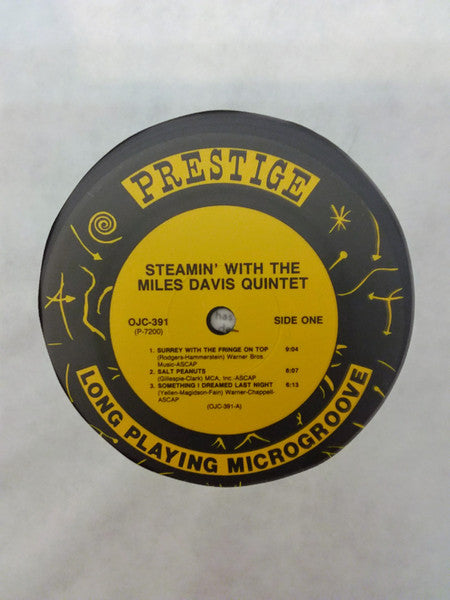 PRESTIGE
STEAMIN' WITH THE
MILES DAVIS QUINTET
OJC-391 SIDE ONE
(P-7200)
1. SURREY WITH THE FRINGE ON TOP 9:04
(Rodgers-Hammerstein) Warner Bros.
Music-ASCAP
2. SALT PEANUTS 6:07
(Gillespie-Clark) MCA, Inc.-ASCAP
3. SOMETHING I DREAMED LAST NIGHT 6:13
(Yellen-Magidson-Fain) Warner-Chappell-
ASCAP
(OJC-391-A)
LONG PLAYING MICROGROOVE